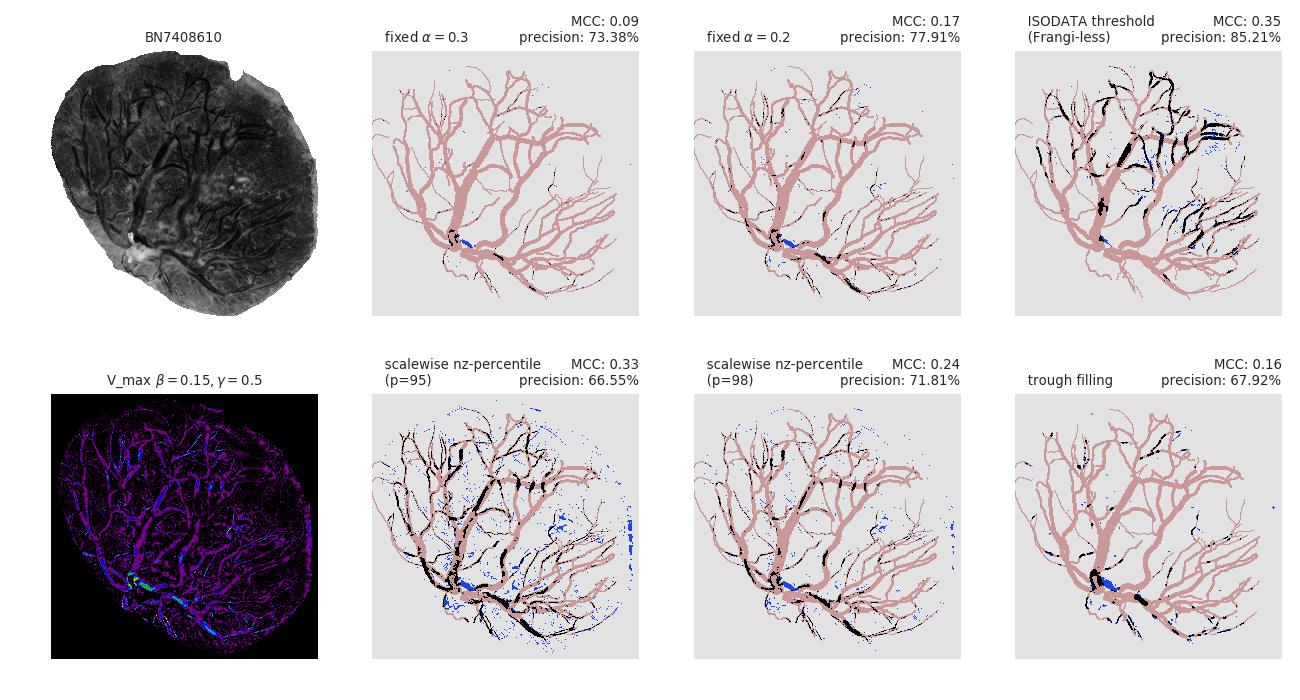 BN7408610
fixed α = 0.3
MCC: 0.09
precision: 73.38%
fixed α = 0.2
MCC: 0.17
precision: 77.91%
ISODATA threshold
(Frangi-less)
MCC: 0.35
precision: 85.21%
V_max β = 0.15, γ = 0.5
scalewise nz-percentile
(p=95)
MCC: 0.33
precision: 66.55%
scalewise nz-percentile
(p=98)
MCC: 0.24
precision: 71.81%
trough filling
MCC: 0.16
precision: 67.92%